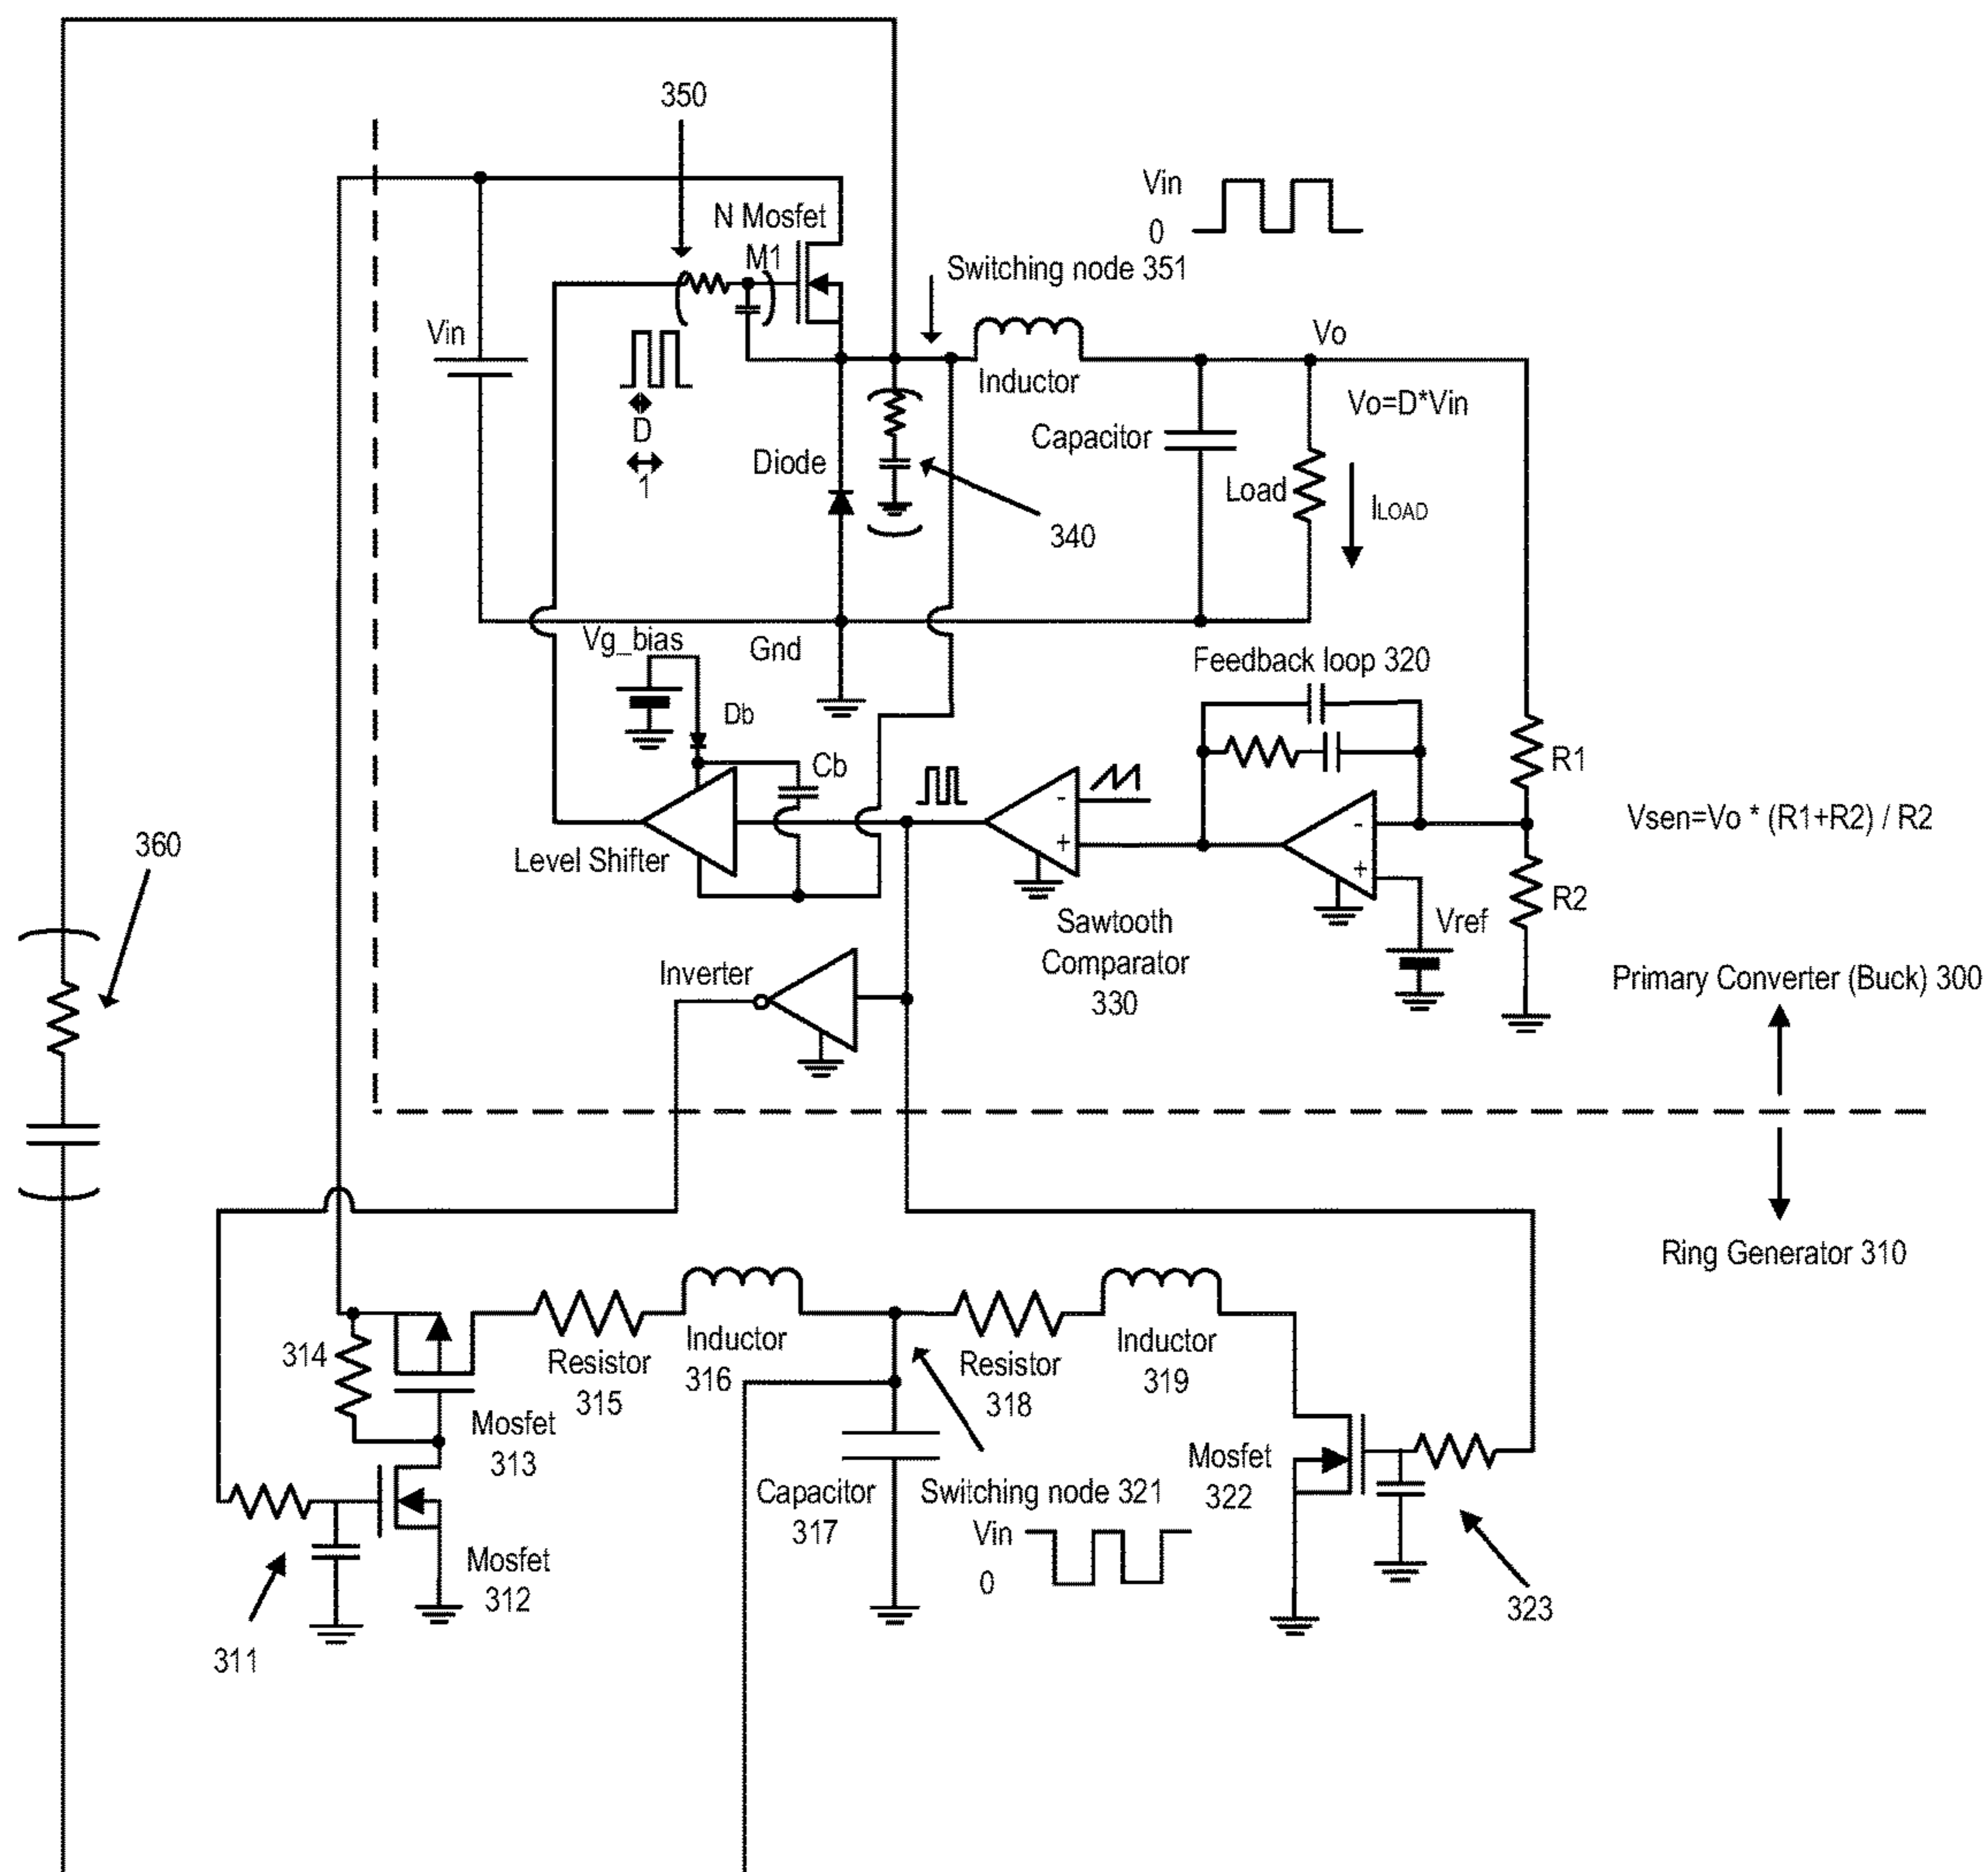 350
Vin
0
N Mosfet
M1
Switching node 351
Vin
Vo
Inductor
Vo=D*Vin
D
1
Diode
Capacitor
Load
ILOAD
340
Vg_bias
Gnd
Feedback loop 320
Db
Cb
R1
-
+
-
+
Vsen=Vo * (R1+R2) / R2
360
Level Shifter
R2
Sawtooth
Comparator
330
Vref
Inverter
Primary Converter (Buck) 300
Ring Generator 310
314
Resistor
315
Inductor
316
Resistor
318
Inductor
319
Mosfet
313
Mosfet
322
Capacitor
317
Switching node 321
Vin
0
Mosfet
312
311
323